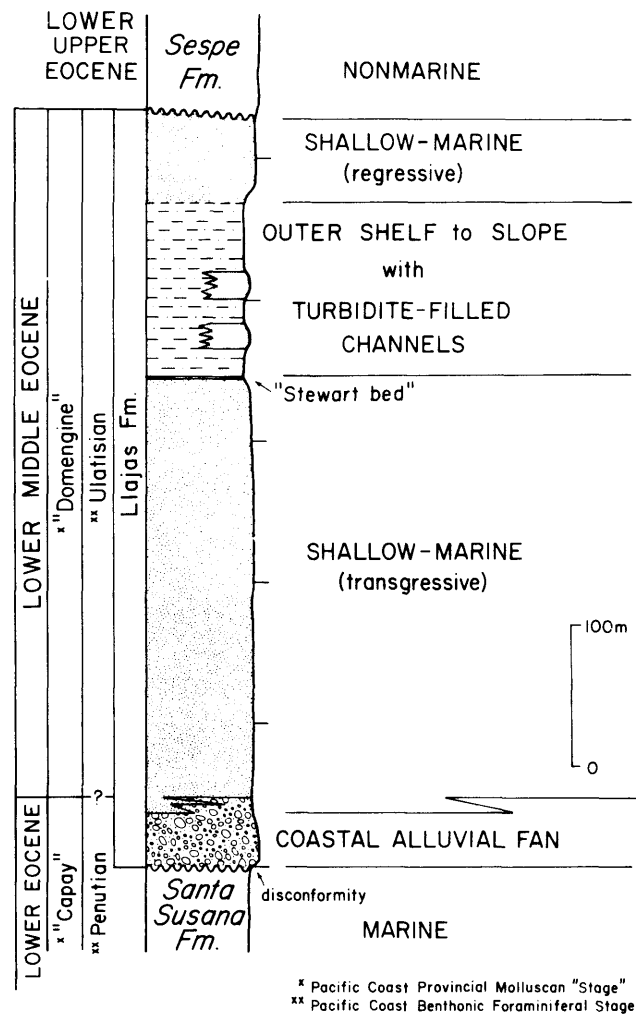 LOWER
UPPER
EOCENE
Sespe
Fm.
NONMARINE
SHALLOW-MARINE
(regressive)
OUTER SHELF to SLOPE
with
TURBIDITE-FILLED
CHANNELS
"Stewart bed"
LOWER MIDDLE EOCENE
x "Domengine"
xx Ulatisian
Llajas Fm.
SHALLOW-MARINE
(transgressive)
100m
0
?
LOWER EOCENE
x "Capay"
xx Penutian
COASTAL ALLUVIAL FAN
disconformity
Santa
Susana
Fm.
MARINE
x Pacific Coast Provincial Molluscan "Stage"
xx Pacific Coast Benthonic Foraminiferal Stage